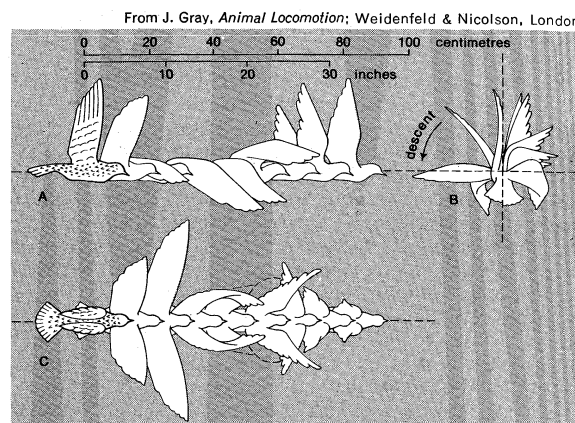 From J. Gray, Animal Locomotion; Weidenfeld & Nicolson, London
0 20 40 60 80 100 centimetres
0 10 20 30 inches
descent
A
B
C